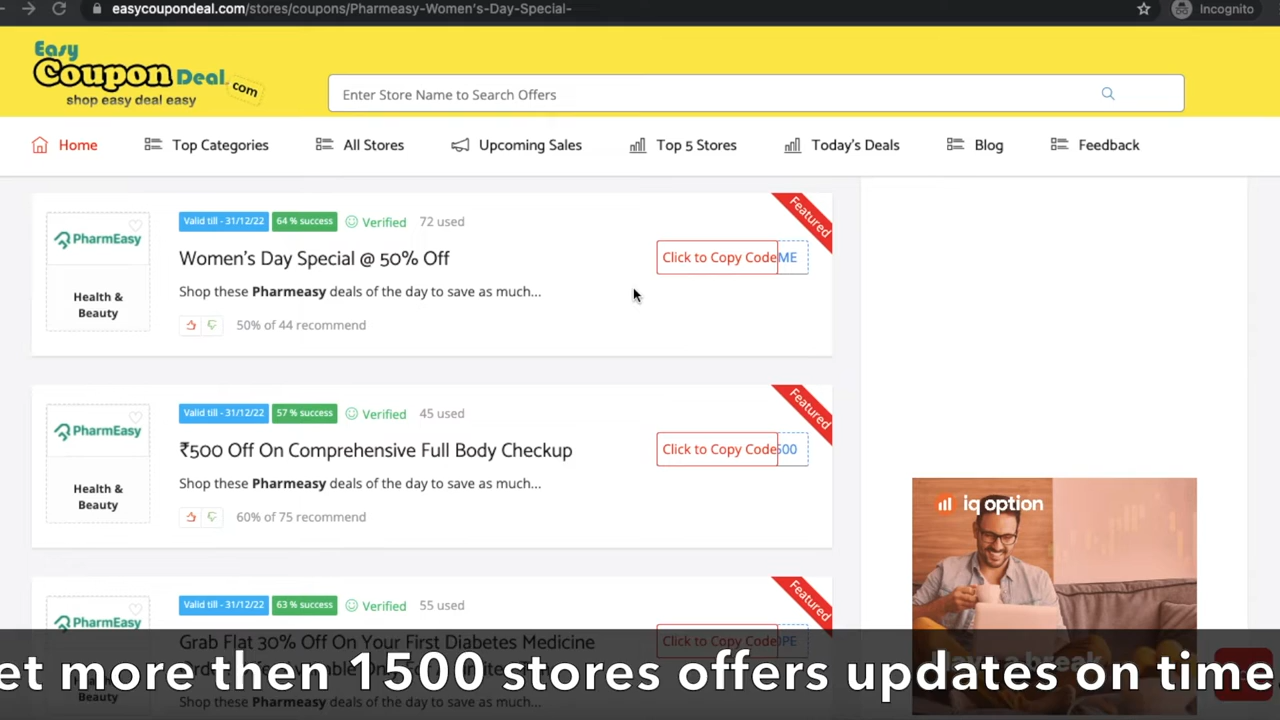 easycoupondeal.com/stores/coupons/Pharmeasy-Women's-Day-Special-
Incognito
Easy
Coupon Deal.com
shop easy deal easy
Enter Store Name to Search Offers
Home
Top Categories
All Stores
Upcoming Sales
Top 5 Stores
Today's Deals
Blog
Feedback
PharmEasy
Health &
Beauty
Valid till - 31/12/22 64 % success Verified 72 used
Women's Day Special @ 50% Off
Shop these Pharmeasy deals of the day to save as much...
50% of 44 recommend
Featured
Click to Copy Code ME
PharmEasy
Health &
Beauty
Valid till - 31/12/22 57 % success Verified 45 used
₹500 Off On Comprehensive Full Body Checkup
Shop these Pharmeasy deals of the day to save as much...
60% of 75 recommend
Featured
Click to Copy Code 500
iq option
PharmEasy
Health &
Beauty
Valid till - 31/12/22 63 % success Verified 55 used
Grab Flat 30% Off On Your First Diabetes Medicine
Shop these Pharmeasy deals of the day to save as much...
Featured
Click to Copy Code OPE
et more then 1500 stores offers updates on time